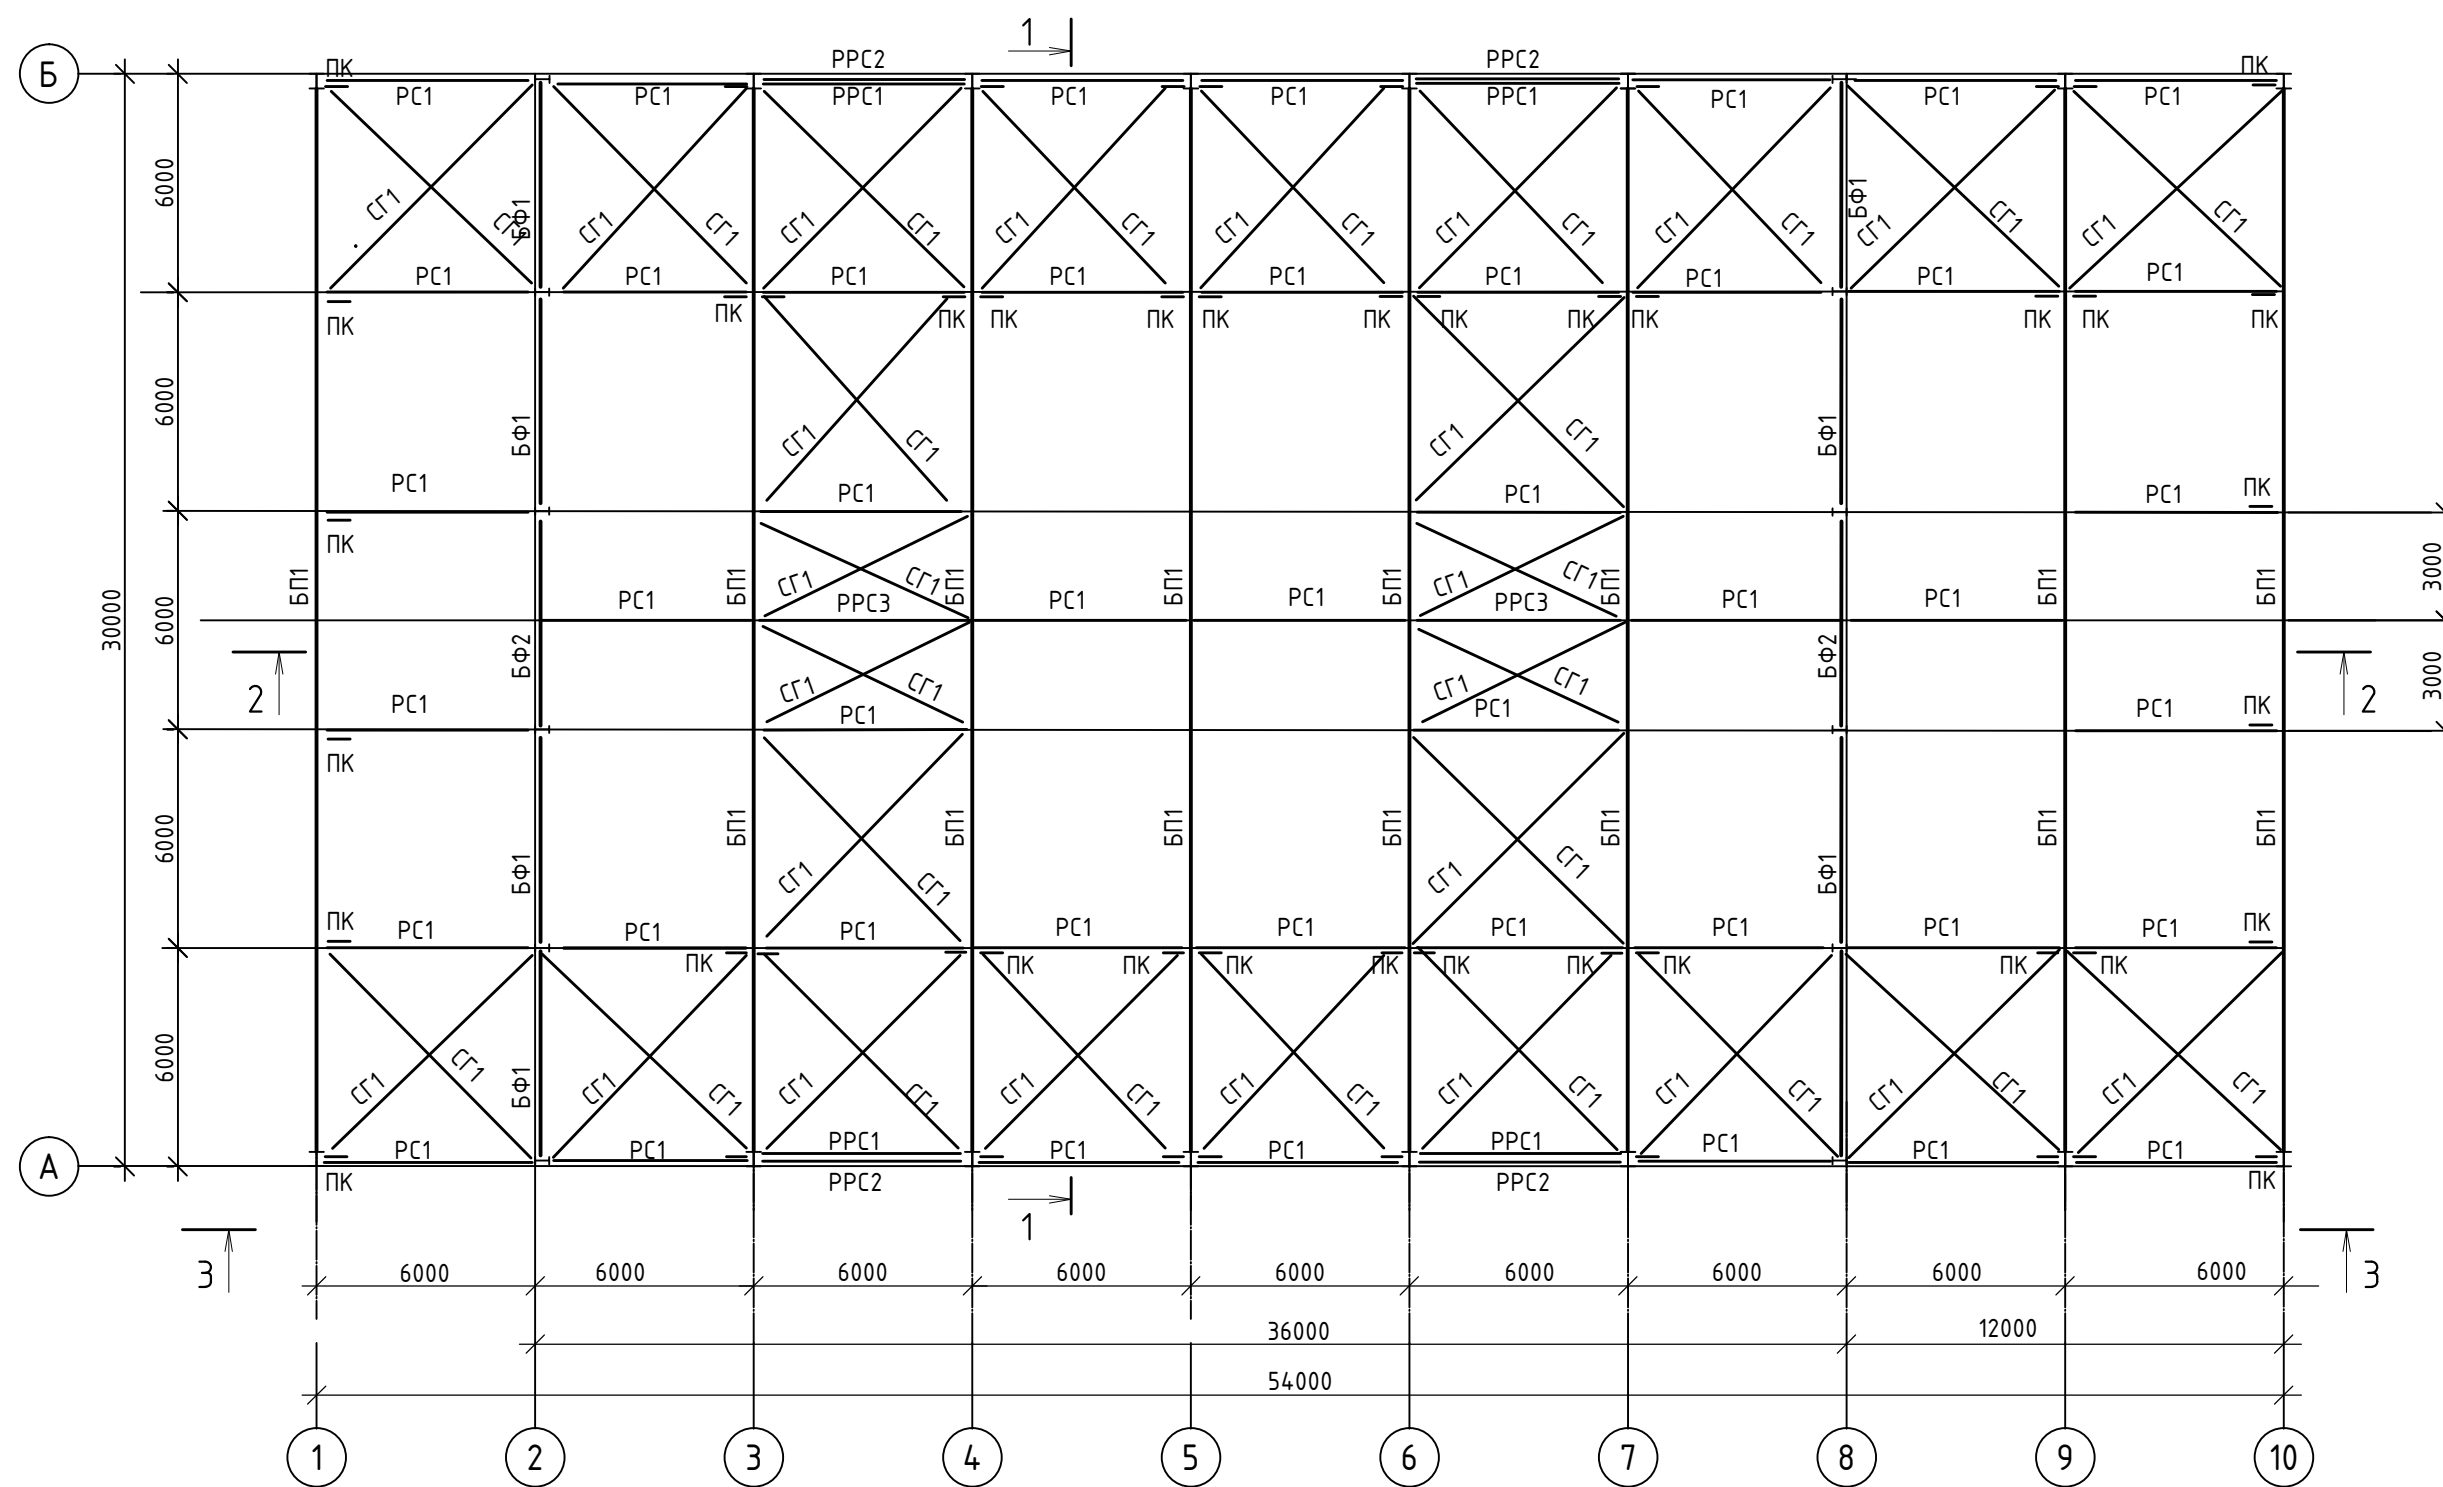 1
РРС2 РРС2
Б ПК ПК
РС1 РС1 РРС1 РС1 РС1 РРС1 РС1 РС1 РС1
6000 БФ1 БФ1
СГ1 СГ1 СГ1 СГ1 СГ1 СГ1 СГ1 СГ1 СГ1 СГ1 СГ1 СГ1 СГ1 СГ1 СГ1 СГ1 СГ1 СГ1
РС1 РС1 РС1 РС1 РС1 РС1 РС1 РС1 РС1
ПК ПК ПК ПК ПК ПК ПК ПК ПК ПК ПК ПК ПК
6000 БФ1 СГ1 СГ1 СГ1 СГ1 БФ1
РС1 РС1 РС1 РС1 ПК
ПК
БП1 БП1 СГ1 СГ1 БП1 БП1 БП1 СГ1 СГ1 БП1 БП1 БП1 3000
30000 6000 РС1 РРС3 РС1 РС1 РРС3 РС1 РС1
БФ2 БФ2
2 СГ1 СГ1 СГ1 СГ1 3000 2
РС1 РС1 РС1 РС1 ПК
ПК
6000 БП1 БП1 БП1 БП1 БП1 БП1 БП1
БФ1 СГ1 СГ1 СГ1 СГ1 БФ1
ПК ПК
РС1 РС1 РС1 РС1 РС1 РС1 РС1 РС1 РС1
ПК ПК ПК ПК ПК ПК ПК ПК ПК ПК
6000 БФ1
СГ1 СГ1 СГ1 СГ1 СГ1 СГ1 СГ1 СГ1 СГ1 СГ1 СГ1 СГ1 СГ1 СГ1 СГ1 СГ1 СГ1 СГ1
А РС1 РС1 РРС1 РС1 РС1 РРС1 РС1 РС1 РС1
ПК РРС2 РРС2 ПК
1
3 3
6000 6000 6000 6000 6000 6000 6000 6000 6000
36000 12000
54000
1 2 3 4 5 6 7 8 9 10